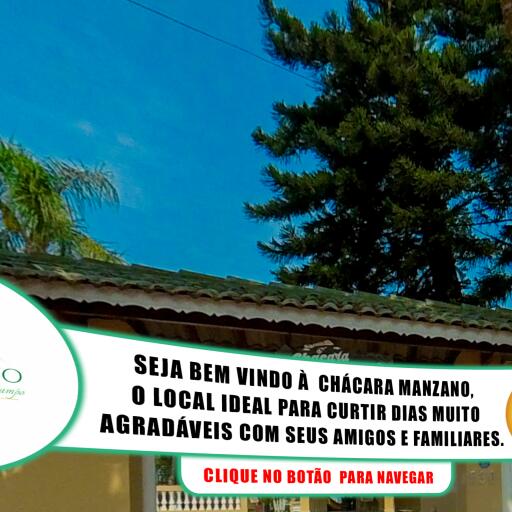 Chácara
SEJA BEM VINDO À CHÁCARA MANZANO,
O LOCAL IDEAL PARA CURTIR DIAS MUITO
AGRADÁVEIS COM SEUS AMIGOS E FAMILIARES.
CLIQUE NO BOTÃO PARA NAVEGAR